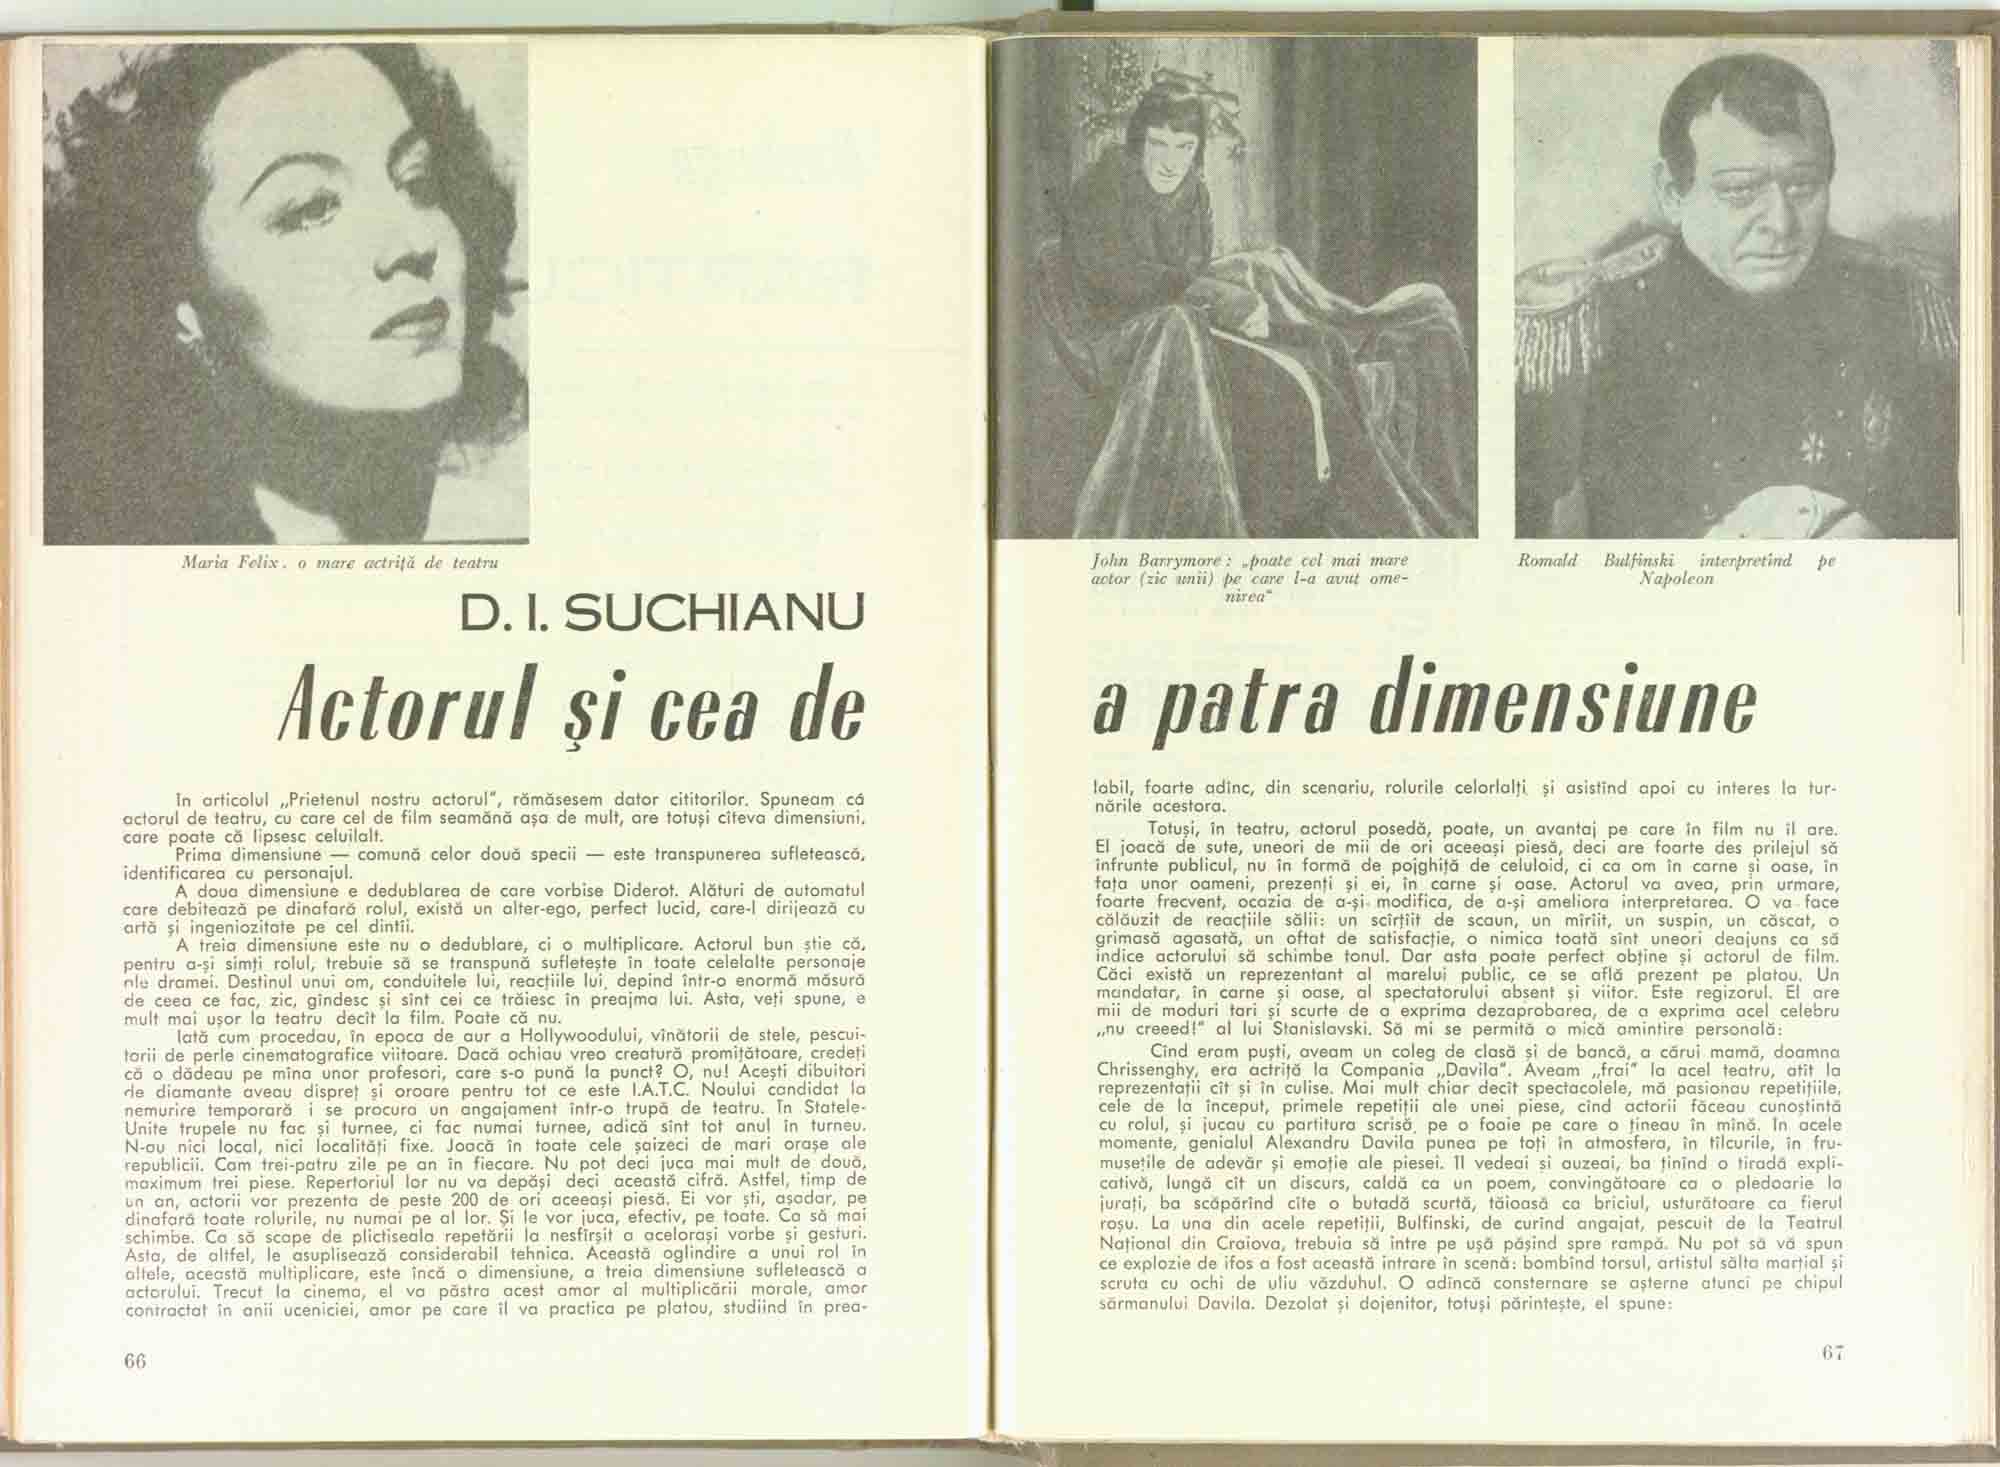 Maria Felix. o mare actriță de teatru
D. I. SUCHIANU
Actorul și cea de
În articolul „Prietenul nostru actorul", rămăsesem dator cititorilor. Spuneam că
actorul de teatru, cu care cel de film seamănă așa de mult, are totuși cîteva dimensiuni,
care poate că lipsesc celuilalt.
Prima dimensiune — comună celor două specii — este transpunerea sufletească,
identificarea cu personajul.
A doua dimensiune e dedublarea de care vorbise Diderot. Alături de automatul
care debitează pe dinafară rolul, există un alter-ego, perfect lucid, care-l dirijează cu
artă și ingeniozitate pe cel dintîi.
A treia dimensiune este nu o dedublare, ci o multiplicare. Actorul bun știe că,
pentru a-și simți rolul, trebuie să se transpună sufletește în toate celelalte personaje
ale dramei. Destinul unui om, conduitele lui, reacțiile lui, depind într-o enormă măsură
de ceea ce fac, zic, gîndesc și sînt cei ce trăiesc în preajma lui. Asta, veți spune, e
mult mai ușor la teatru decît la film. Poate că nu.
Iată cum procedau, în epoca de aur a Hollywoodului, vînătorii de stele, pescui-
torii de perle cinematografice viitoare. Dacă ochiau vreo creatură promițătoare, credeți
că o dădeau pe mîna unor profesori, care s-o pună la punct? O, nu! Acești dibuitori
de diamante aveau dispreț și oroare pentru tot ce este I.A.T.C. Noului candidat la
nemurire temporară i se procura un angajament într-o trupă de teatru. În Statele-
Unite trupele nu fac și turnee, ci fac numai turnee, adică sînt tot anul în turneu.
N-au nici local, nici localități fixe. Joacă în toate cele șaizeci de mari orașe ale
republicii. Cam trei-patru zile pe an în fiecare. Nu pot deci juca mai mult de două,
maximum trei piese. Repertoriul lor nu va depăși deci această cifră. Astfel, timp de
un an, actorii vor prezenta de peste 200 de ori aceeași piesă. Ei vor ști, așadar, pe
dinafară toate rolurile, nu numai pe al lor. Și le vor juca, efectiv, pe toate. Ca să mai
schimbe. Ca să scape de plictiseala repetării la nesfîrșit a acelorași vorbe și gesturi.
Asta, de altfel, le asuplisează considerabil tehnica. Această oglindire a unui rol în
altele, această multiplicare, este încă o dimensiune, a treia dimensiune sufletească a
actorului. Trecut la cinema, el va păstra acest amor al multiplicării morale, amor
contractat în anii uceniciei, amor pe care îl va practica pe platou, studiind în prea-
66
John Barrymore : „poate cel mai mare
actor (zic unii) pe care l-a avut ome-
nirea"
Romald Bulfinski interpretînd pe
Napoleon
a patra dimensiune
labil, foarte adînc, din scenariu, rolurile celorlalți și asistînd apoi cu interes la tur-
nările acestora.
Totuși, în teatru, actorul posedă, poate, un avantaj pe care în film nu îl are.
El joacă de sute, uneori de mii de ori aceeași piesă, deci are foarte des prilejul să
înfrunte publicul, nu în formă de pojghiță de celuloid, ci ca om în carne și oase, în
fața unor oameni, prezenți și ei, în carne și oase. Actorul va avea, prin urmare,
foarte frecvent, ocazia de a-și modifica, de a-și ameliora interpretarea. O va face
călăuzit de reacțiile sălii: un scîrțîit de scaun, un mîrîit, un suspin, un căscat, o
grimasă agasată, un oftat de satisfacție, o nimica toată sînt uneori deajuns ca să
indice actorului să schimbe tonul. Dar asta poate perfect obține și actorul de film.
Căci există un reprezentant al marelui public, ce se află prezent pe platou. Un
mandatar, în carne și oase, al spectatorului absent și viitor. Este regizorul. El are
mii de moduri tari și scurte de a exprima dezaprobarea, de a exprima acel celebru
„nu creeed!" al lui Stanislavski. Să mi se permită o mică amintire personală:
Cînd eram puști, aveam un coleg de clasă și de bancă, a cărui mamă, doamna
Chrissenghy, era actriță la Compania „Davila". Aveam „frai" la acel teatru, atît la
reprezentații cît și în culise. Mai mult chiar decît spectacolele, mă pasionau repetițiile,
cele de la început, primele repetiții ale unei piese, cînd actorii făceau cunoștintă
cu rolul, și jucau cu partitura scrisă pe o foaie pe care o țineau în mînă. În acele
momente, genialul Alexandru Davila punea pe toți în atmosfera, în tîlcurile, în fru-
musețile de adevăr și emoție ale piesei. Îl vedeai și auzeai, ba ținînd o tiradă expli-
cativă, lungă cît un discurs, caldă ca un poem, convingătoare ca o pledoarie la
jurați, ba scăpărînd cîte o butadă scurtă, tăioasă ca briciul, usturătoare ca fierul
roșu. La una din acele repetiții, Bulfinski, de curînd angajat, pescuit de la Teatrul
Național din Craiova, trebuia să intre pe ușă pășind spre rampă. Nu pot să vă spun
ce explozie de ifos a fost această intrare în scenă: bombînd torsul, artistul sălta marțial și
scruta cu ochi de uliu văzduhul. O adîncă consternare se așterne atunci pe chipul
sărmanului Davila. Dezolat și dojenitor, totuși părintește, el spune:
67